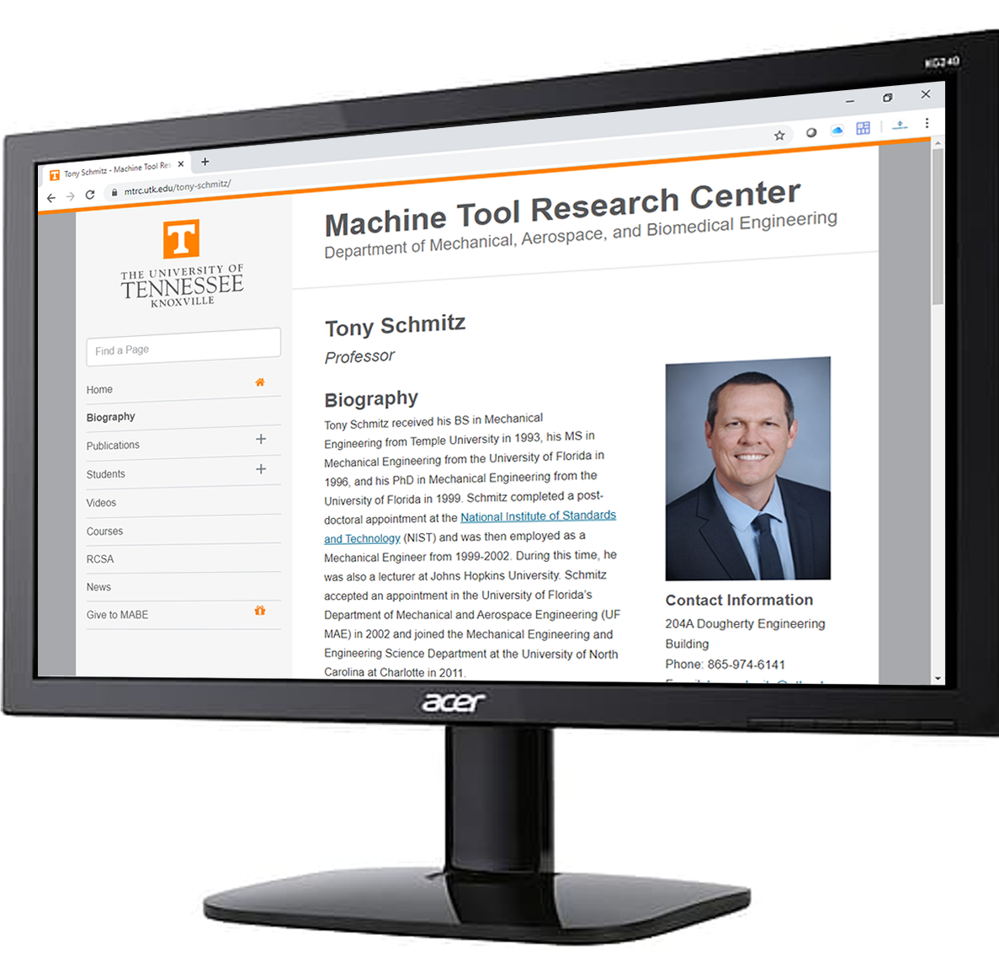 KG240
Tony Schmitz - Machine Tool Res
mtrc.utk.edu/tony-schmitz/
T
THE UNIVERSITY OF
TENNESSEE
KNOXVILLE
Find a Page
Home
Biography
Publications
Students
Videos
Courses
RCSA
News
Give to MABE
Machine Tool Research Center
Department of Mechanical, Aerospace, and Biomedical Engineering
Tony Schmitz
Professor
Biography
Tony Schmitz received his BS in Mechanical
Engineering from Temple University in 1993, his MS in
Mechanical Engineering from the University of Florida in
1996, and his PhD in Mechanical Engineering from the
University of Florida in 1999. Schmitz completed a post-
doctoral appointment at the National Institute of Standards
and Technology (NIST) and was then employed as a
Mechanical Engineer from 1999-2002. During this time, he
was also a lecturer at Johns Hopkins University. Schmitz
accepted an appointment in the University of Florida's
Department of Mechanical and Aerospace Engineering (UF
MAE) in 2002 and joined the Mechanical Engineering and
Engineering Science Department at the University of North
Carolina at Charlotte in 2011.
Contact Information
204A Dougherty Engineering
Building
Phone: 865-974-6141
acer